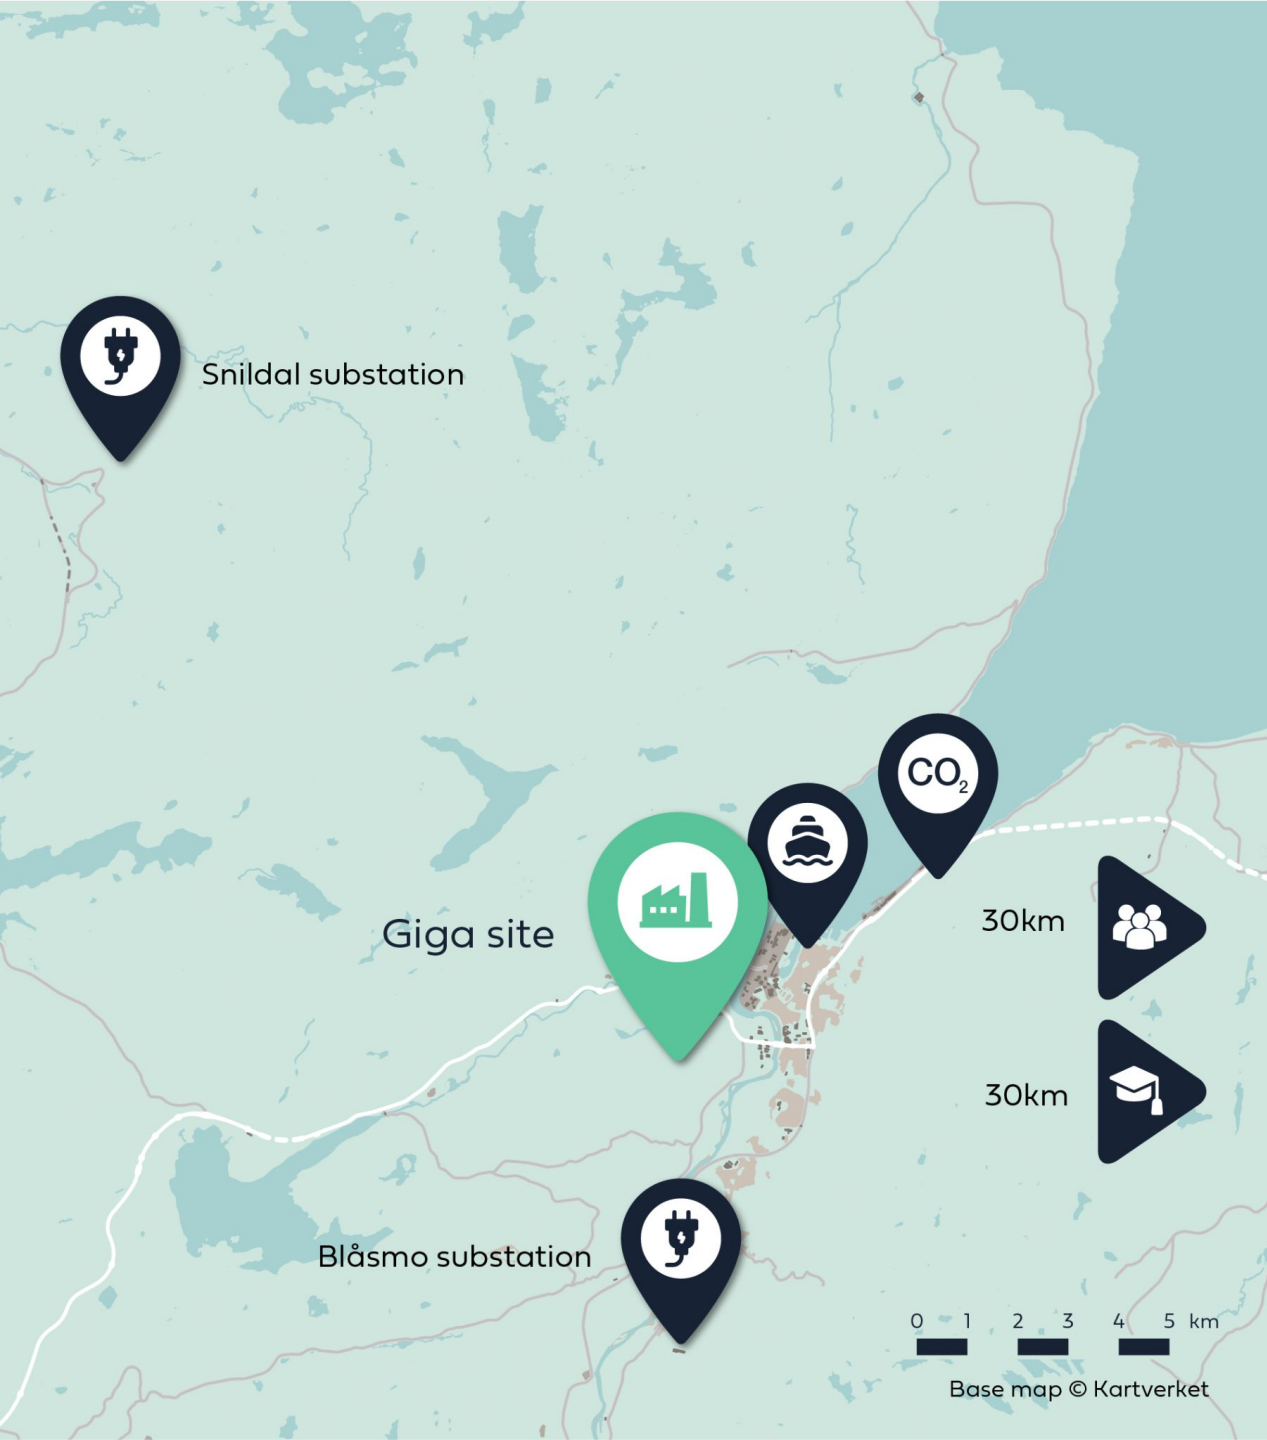 Snildal substation
CO₂
Giga site
30km
30km
Blåsmo substation
0 1 2 3 4 5 km
Base map © Kartverket